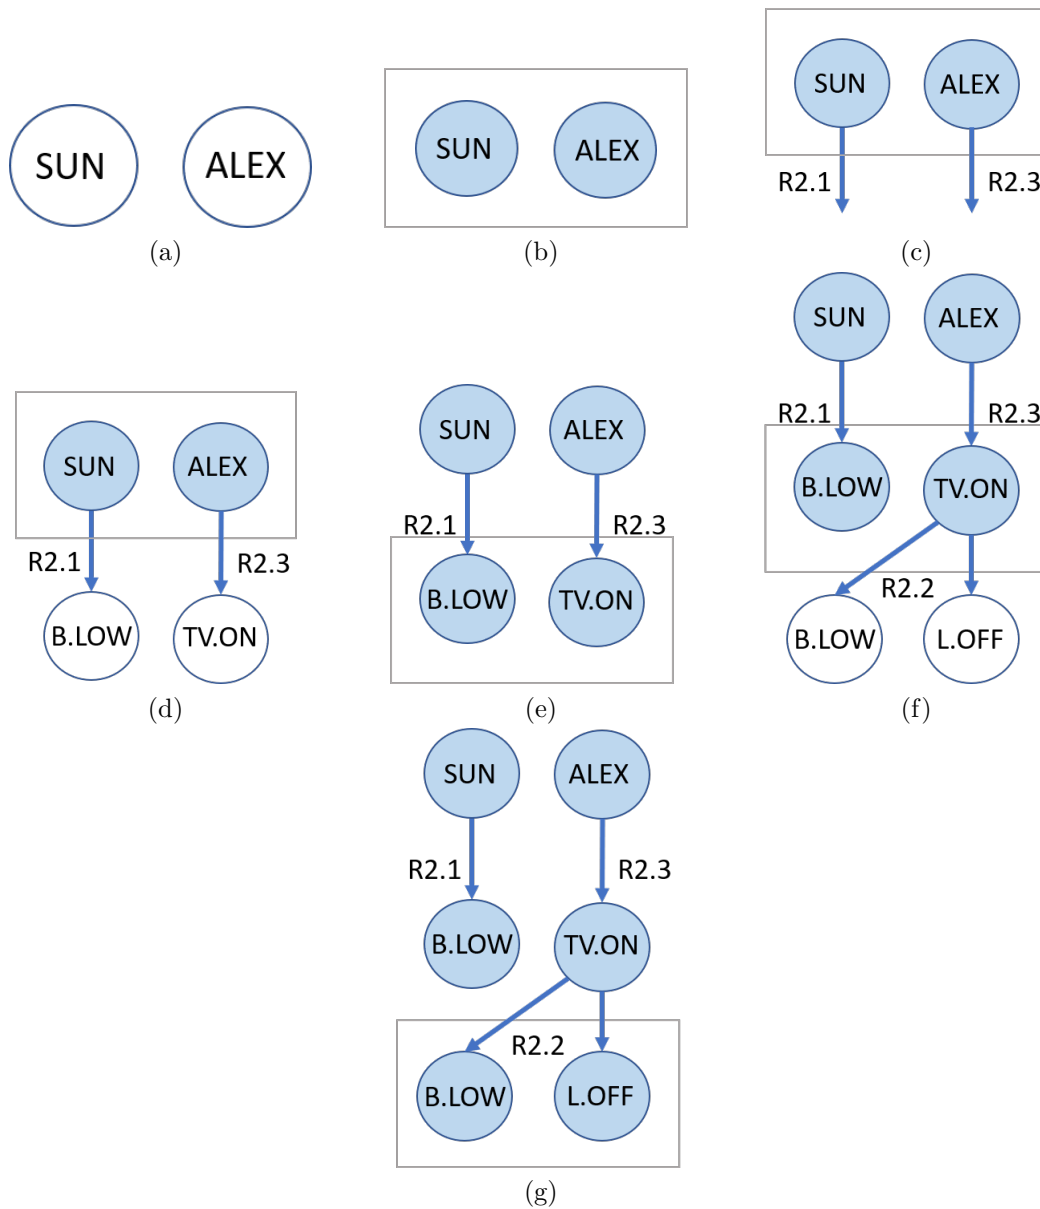 SUN ALEX
(a)
SUN ALEX
(b)
SUN ALEX
R2.1 R2.3
(c)
SUN ALEX
R2.1 R2.3
B.LOW TV.ON
(d)
SUN ALEX
R2.1 R2.3
B.LOW TV.ON
(e)
SUN ALEX
R2.1 R2.3
B.LOW TV.ON
R2.2
B.LOW L.OFF
(f)
SUN ALEX
R2.1 R2.3
B.LOW TV.ON
R2.2
B.LOW L.OFF
(g)